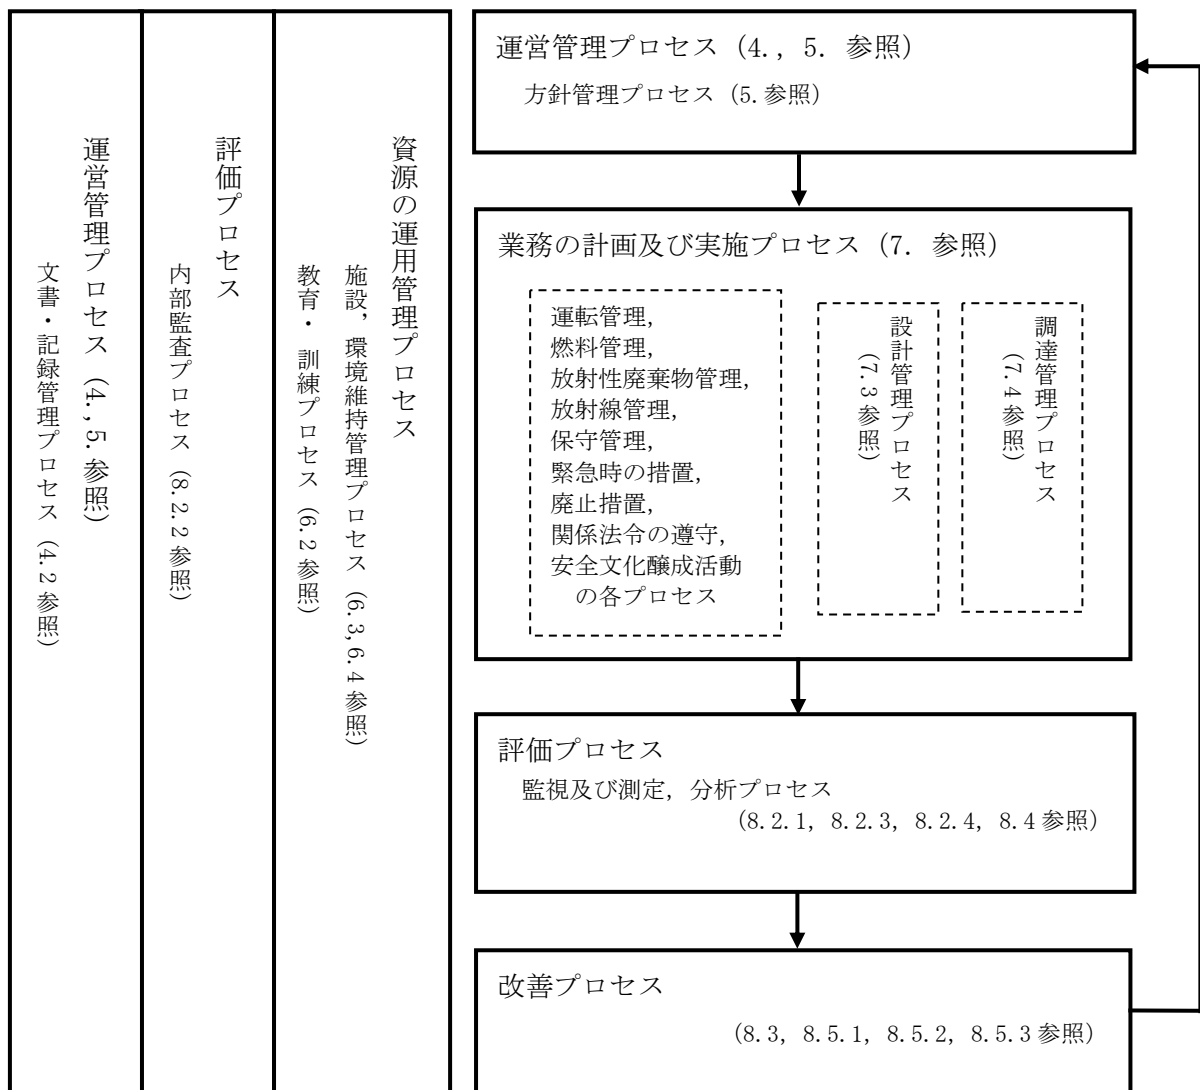 運営管理プロセス（4.，5．参照）
文書・記録管理プロセス（4.2参照）
評価プロセス
内部監査プロセス（8.2.2参照）
資源の運用管理プロセス
施設，環境維持管理プロセス（6.3,6.4参照）
教育・訓練プロセス（6.2参照）
運営管理プロセス（4.，5．参照）
方針管理プロセス（5.参照）
業務の計画及び実施プロセス（7．参照）
運転管理，
燃料管理，
放射性廃棄物管理，
放射線管理，
保守管理，
緊急時の措置，
廃止措置，
関係法令の遵守，
安全文化醸成活動
の各プロセス
設計管理プロセス
（7.3参照）
調達管理プロセス
（7.4参照）
評価プロセス
監視及び測定，分析プロセス
（8.2.1，8.2.3，8.2.4，8.4参照）
改善プロセス
（8.3，8.5.1，8.5.2，8.5.3参照）